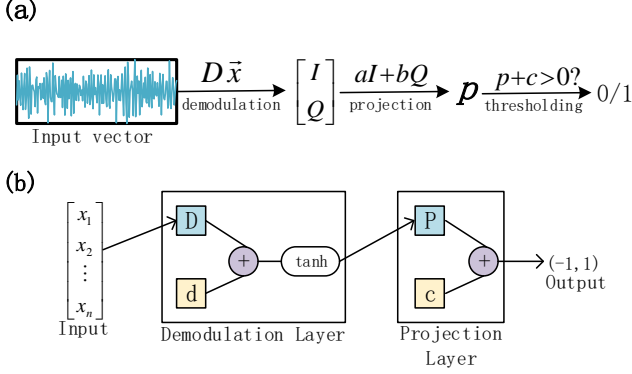 (a)
D x⃗
demodulation
I
Q
aI+bQ
projection
p
p+c>0?
thresholding
0/1
Input vector
(b)
x1
x2
⋮
xn
Input
D
d
+
tanh
Demodulation Layer
P
c
+
Projection
Layer
(-1,1)
Output